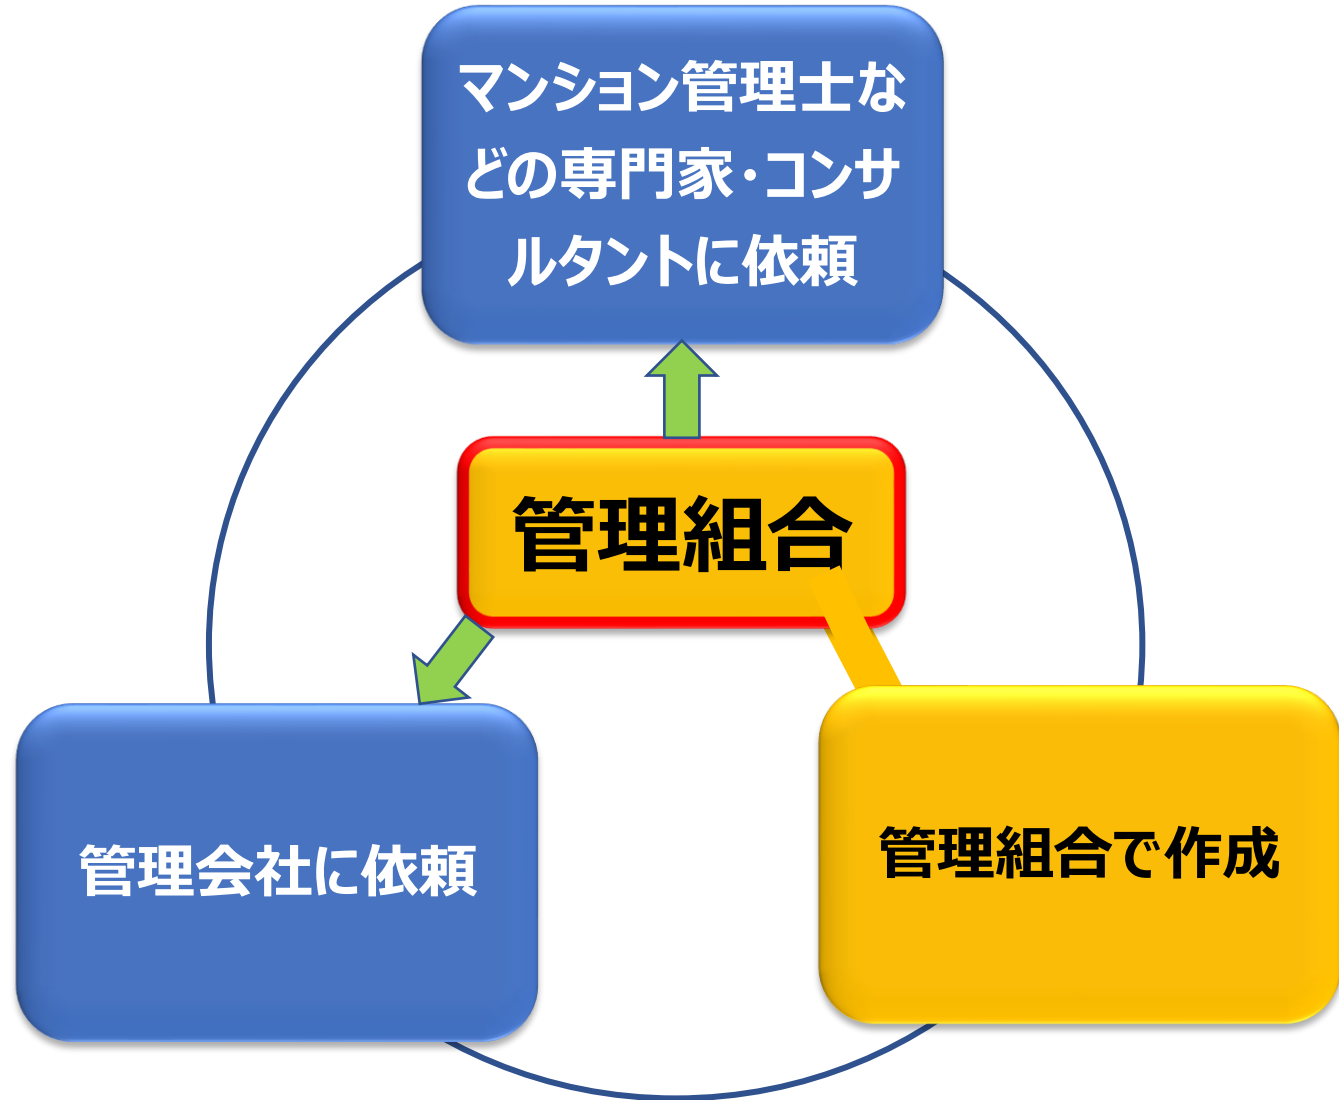 マンション管理士な
どの専門家・コンサ
ルタントに依頼
管理組合
管理会社に依頼
管理組合で作成